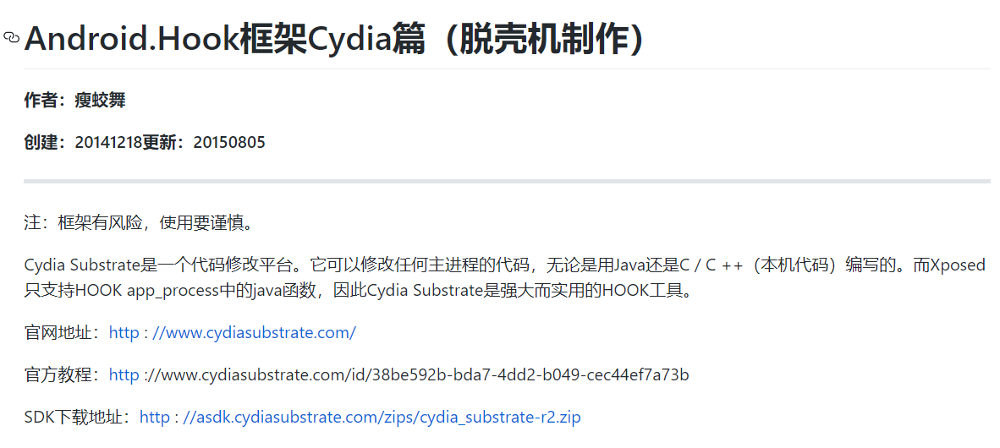 Android.Hook框架Cydia篇（脱壳机制作）
作者：瘦蛟舞
创建：20141218更新：20150805
注：框架有风险，使用要谨慎。
Cydia Substrate是一个代码修改平台。它可以修改任何主进程的代码，无论是用Java还是C / C ++（本机代码）编写的。而Xposed
只支持HOOK app_process中的java函数，因此Cydia Substrate是强大而实用的HOOK工具。
官网地址：http : //www.cydiasubstrate.com/
官方教程：http ://www.cydiasubstrate.com/id/38be592b-bda7-4dd2-b049-cec44ef7a73b
SDK下载地址：http : //asdk.cydiasubstrate.com/zips/cydia_substrate-r2.zip